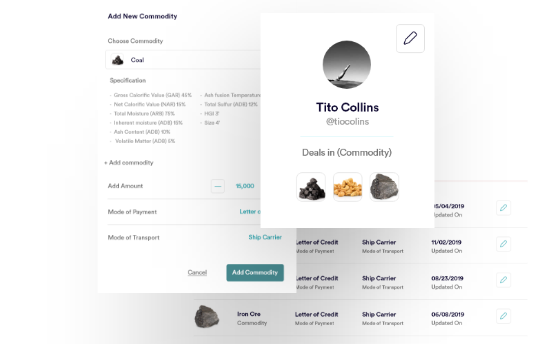 Add New Commodity
Choose Commodity
Coal
Specification
- Gross Calorific Value (GAR) 45%
- Net Calorific Value (NAR) 15%
- Total Moisture (ARB) 70%
- Inherent moisture (ADB) 16%
- Ash Content (ADB) 10%
- Volatile Matter (ADB) 5%
- Ash fusion Temperature
- Total Sulfur (ADB) 10%
- HGI 3'
- Size 4'
+ Add commodity
Add Amount
15,000
Mode of Payment
Letter o
Mode of Transport
Ship Carrier
Cancel
Add Commodity
Tito Collins
@tiocolins
Deals in (Commodity)
/04/2019
Updated On
Letter of Credit
Mode of Payment
Ship Carrier
Mode of Transport
11/02/2019
Updated On
Letter of Credit
Mode of Payment
Ship Carrier
Mode of Transport
08/23/2019
Updated On
Iron Ore
Commodity
Letter of Credit
Mode of Payment
Ship Carrier
Mode of Transport
06/08/2019
Updated On